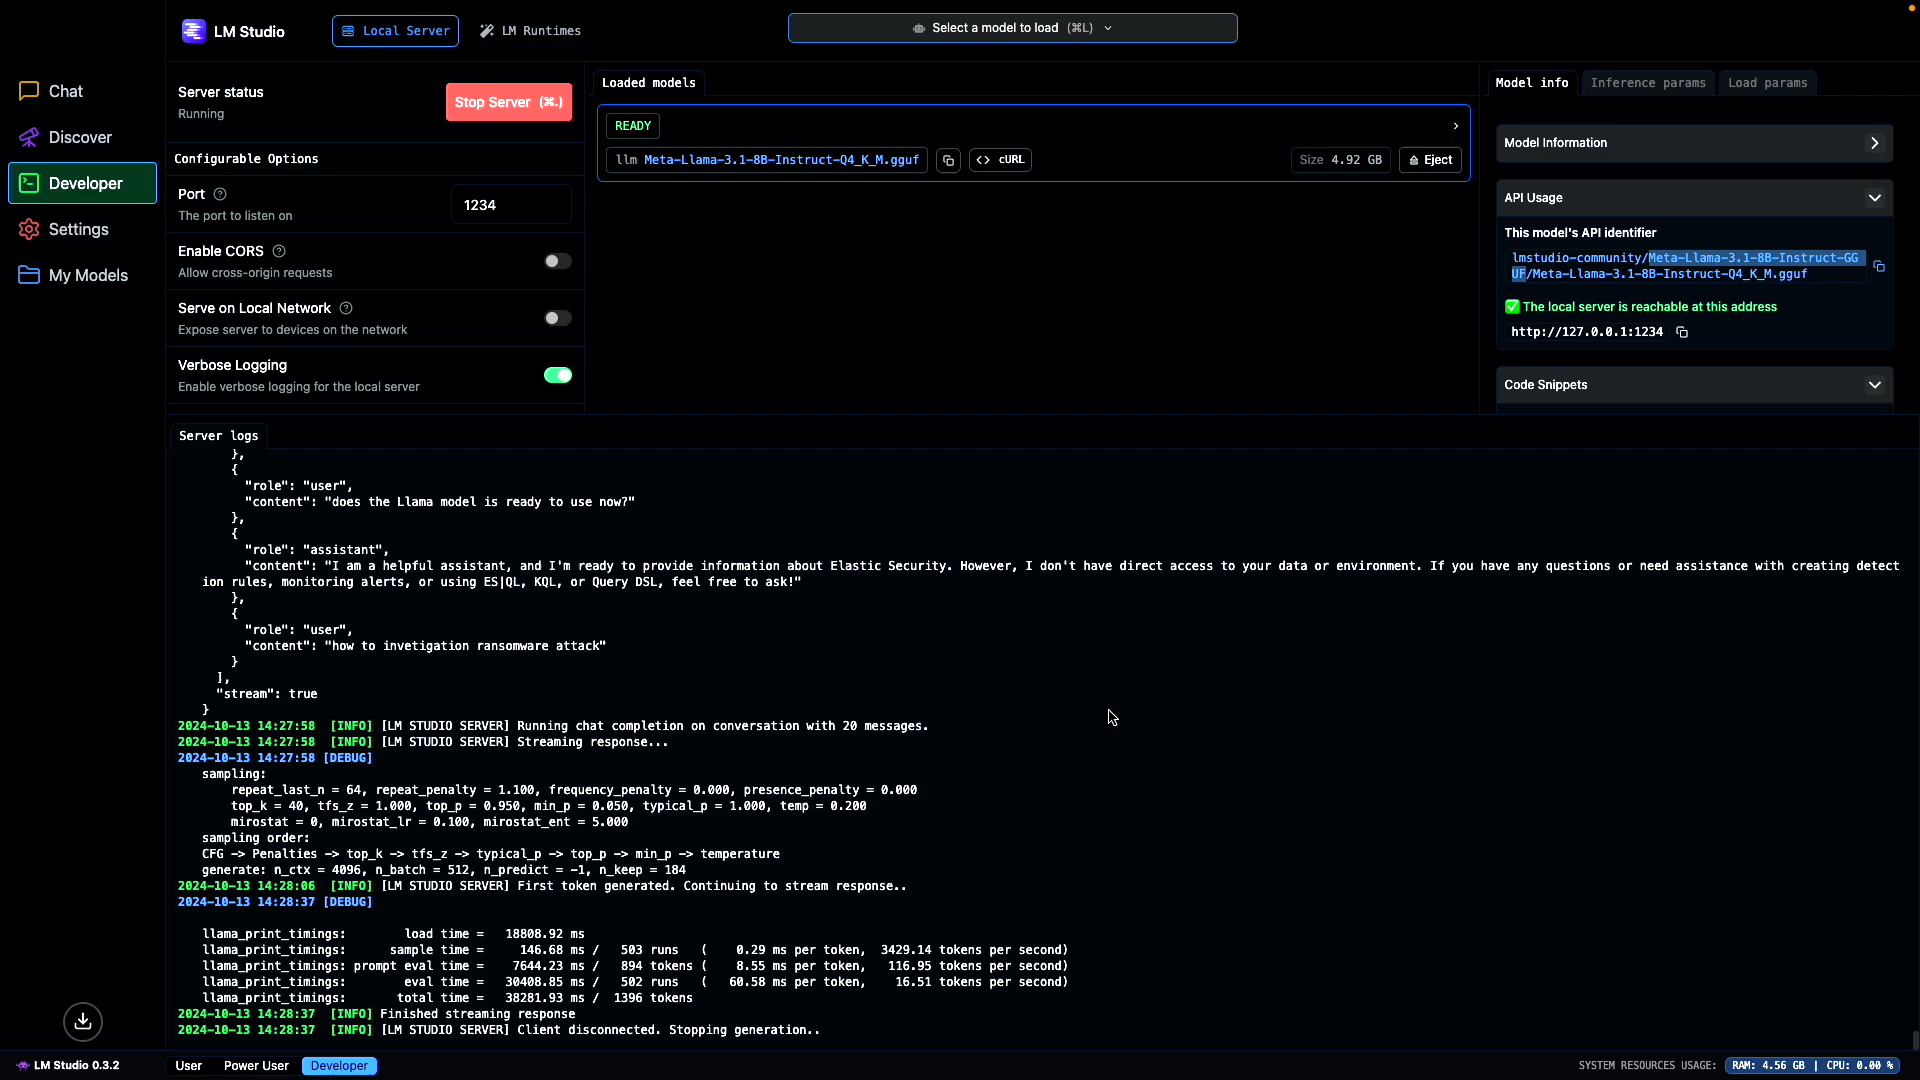 LM Studio
Local Server
LM Runtimes
Select a model to load (⌘L)
Chat
Discover
Developer
Settings
My Models
Server status
Running
Stop Server (⌘.)
Configurable Options
Port
The port to listen on
1234
Enable CORS
Allow cross-origin requests
Serve on Local Network
Expose server to devices on the network
Verbose Logging
Enable verbose logging for the local server
Loaded models
READY
llm Meta-Llama-3.1-8B-Instruct-Q4_K_M.gguf
<> cURL
Size 4.92 GB
Eject
Model info
Inference params
Load params
Model Information
API Usage
This model's API identifier
lmstudio-community/Meta-Llama-3.1-8B-Instruct-GG
UF/Meta-Llama-3.1-8B-Instruct-Q4_K_M.gguf
The local server is reachable at this address
http://127.0.0.1:1234
Code Snippets
Server logs
},
{
"role": "user",
"content": "does the Llama model is ready to use now?"
},
{
"role": "assistant",
"content": "I am a helpful assistant, and I'm ready to provide information about Elastic Security. However, I don't have direct access to your data or environment. If you have any questions or need assistance with creating detect
ion rules, monitoring alerts, or using ES|QL, KQL, or Query DSL, feel free to ask!"
},
{
"role": "user",
"content": "how to invetigation ransomware attack"
}
],
"stream": true
}
2024-10-13 14:27:58 [INFO] [LM STUDIO SERVER] Running chat completion on conversation with 20 messages.
2024-10-13 14:27:58 [INFO] [LM STUDIO SERVER] Streaming response...
2024-10-13 14:27:58 [DEBUG]
sampling:
repeat_last_n = 64, repeat_penalty = 1.100, frequency_penalty = 0.000, presence_penalty = 0.000
top_k = 40, tfs_z = 1.000, top_p = 0.950, min_p = 0.050, typical_p = 1.000, temp = 0.200
mirostat = 0, mirostat_lr = 0.100, mirostat_ent = 5.000
sampling order:
CFG -> Penalties -> top_k -> tfs_z -> typical_p -> top_p -> min_p -> temperature
generate: n_ctx = 4096, n_batch = 512, n_predict = -1, n_keep = 184
2024-10-13 14:28:06 [INFO] [LM STUDIO SERVER] First token generated. Continuing to stream response..
2024-10-13 14:28:37 [DEBUG]
llama_print_timings: load time = 18808.92 ms
llama_print_timings: sample time = 146.68 ms / 503 runs ( 0.29 ms per token, 3429.14 tokens per second)
llama_print_timings: prompt eval time = 7644.23 ms / 894 tokens ( 8.55 ms per token, 116.95 tokens per second)
llama_print_timings: eval time = 30408.85 ms / 502 runs ( 60.58 ms per token, 16.51 tokens per second)
llama_print_timings: total time = 38281.93 ms / 1396 tokens
2024-10-13 14:28:37 [INFO] Finished streaming response
2024-10-13 14:28:37 [INFO] [LM STUDIO SERVER] Client disconnected. Stopping generation..
LM Studio 0.3.2
User
Power User
Developer
SYSTEM RESOURCES USAGE:
RAM: 4.56 GB | CPU: 0.00 %